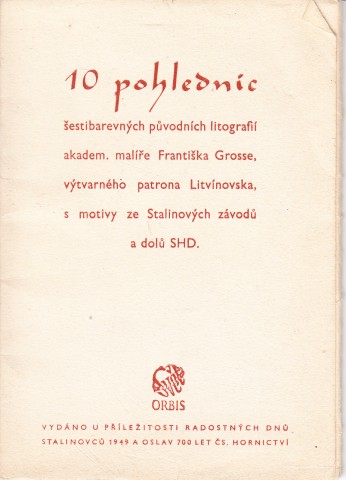 10 pohlednic
šestibarevných původních litografií
akadem. malíře Františka Grosse,
výtvarného patrona Litvínovska,
s motivy ze Stalinových závodů
a dolů SHD.
ORBIS
VYDÁNO U PŘÍLEŽITOSTI RADOSTNÝCH DNŮ
STALINOVCŮ 1949 A OSLAV 700 LET ČS. HORNICTVÍ